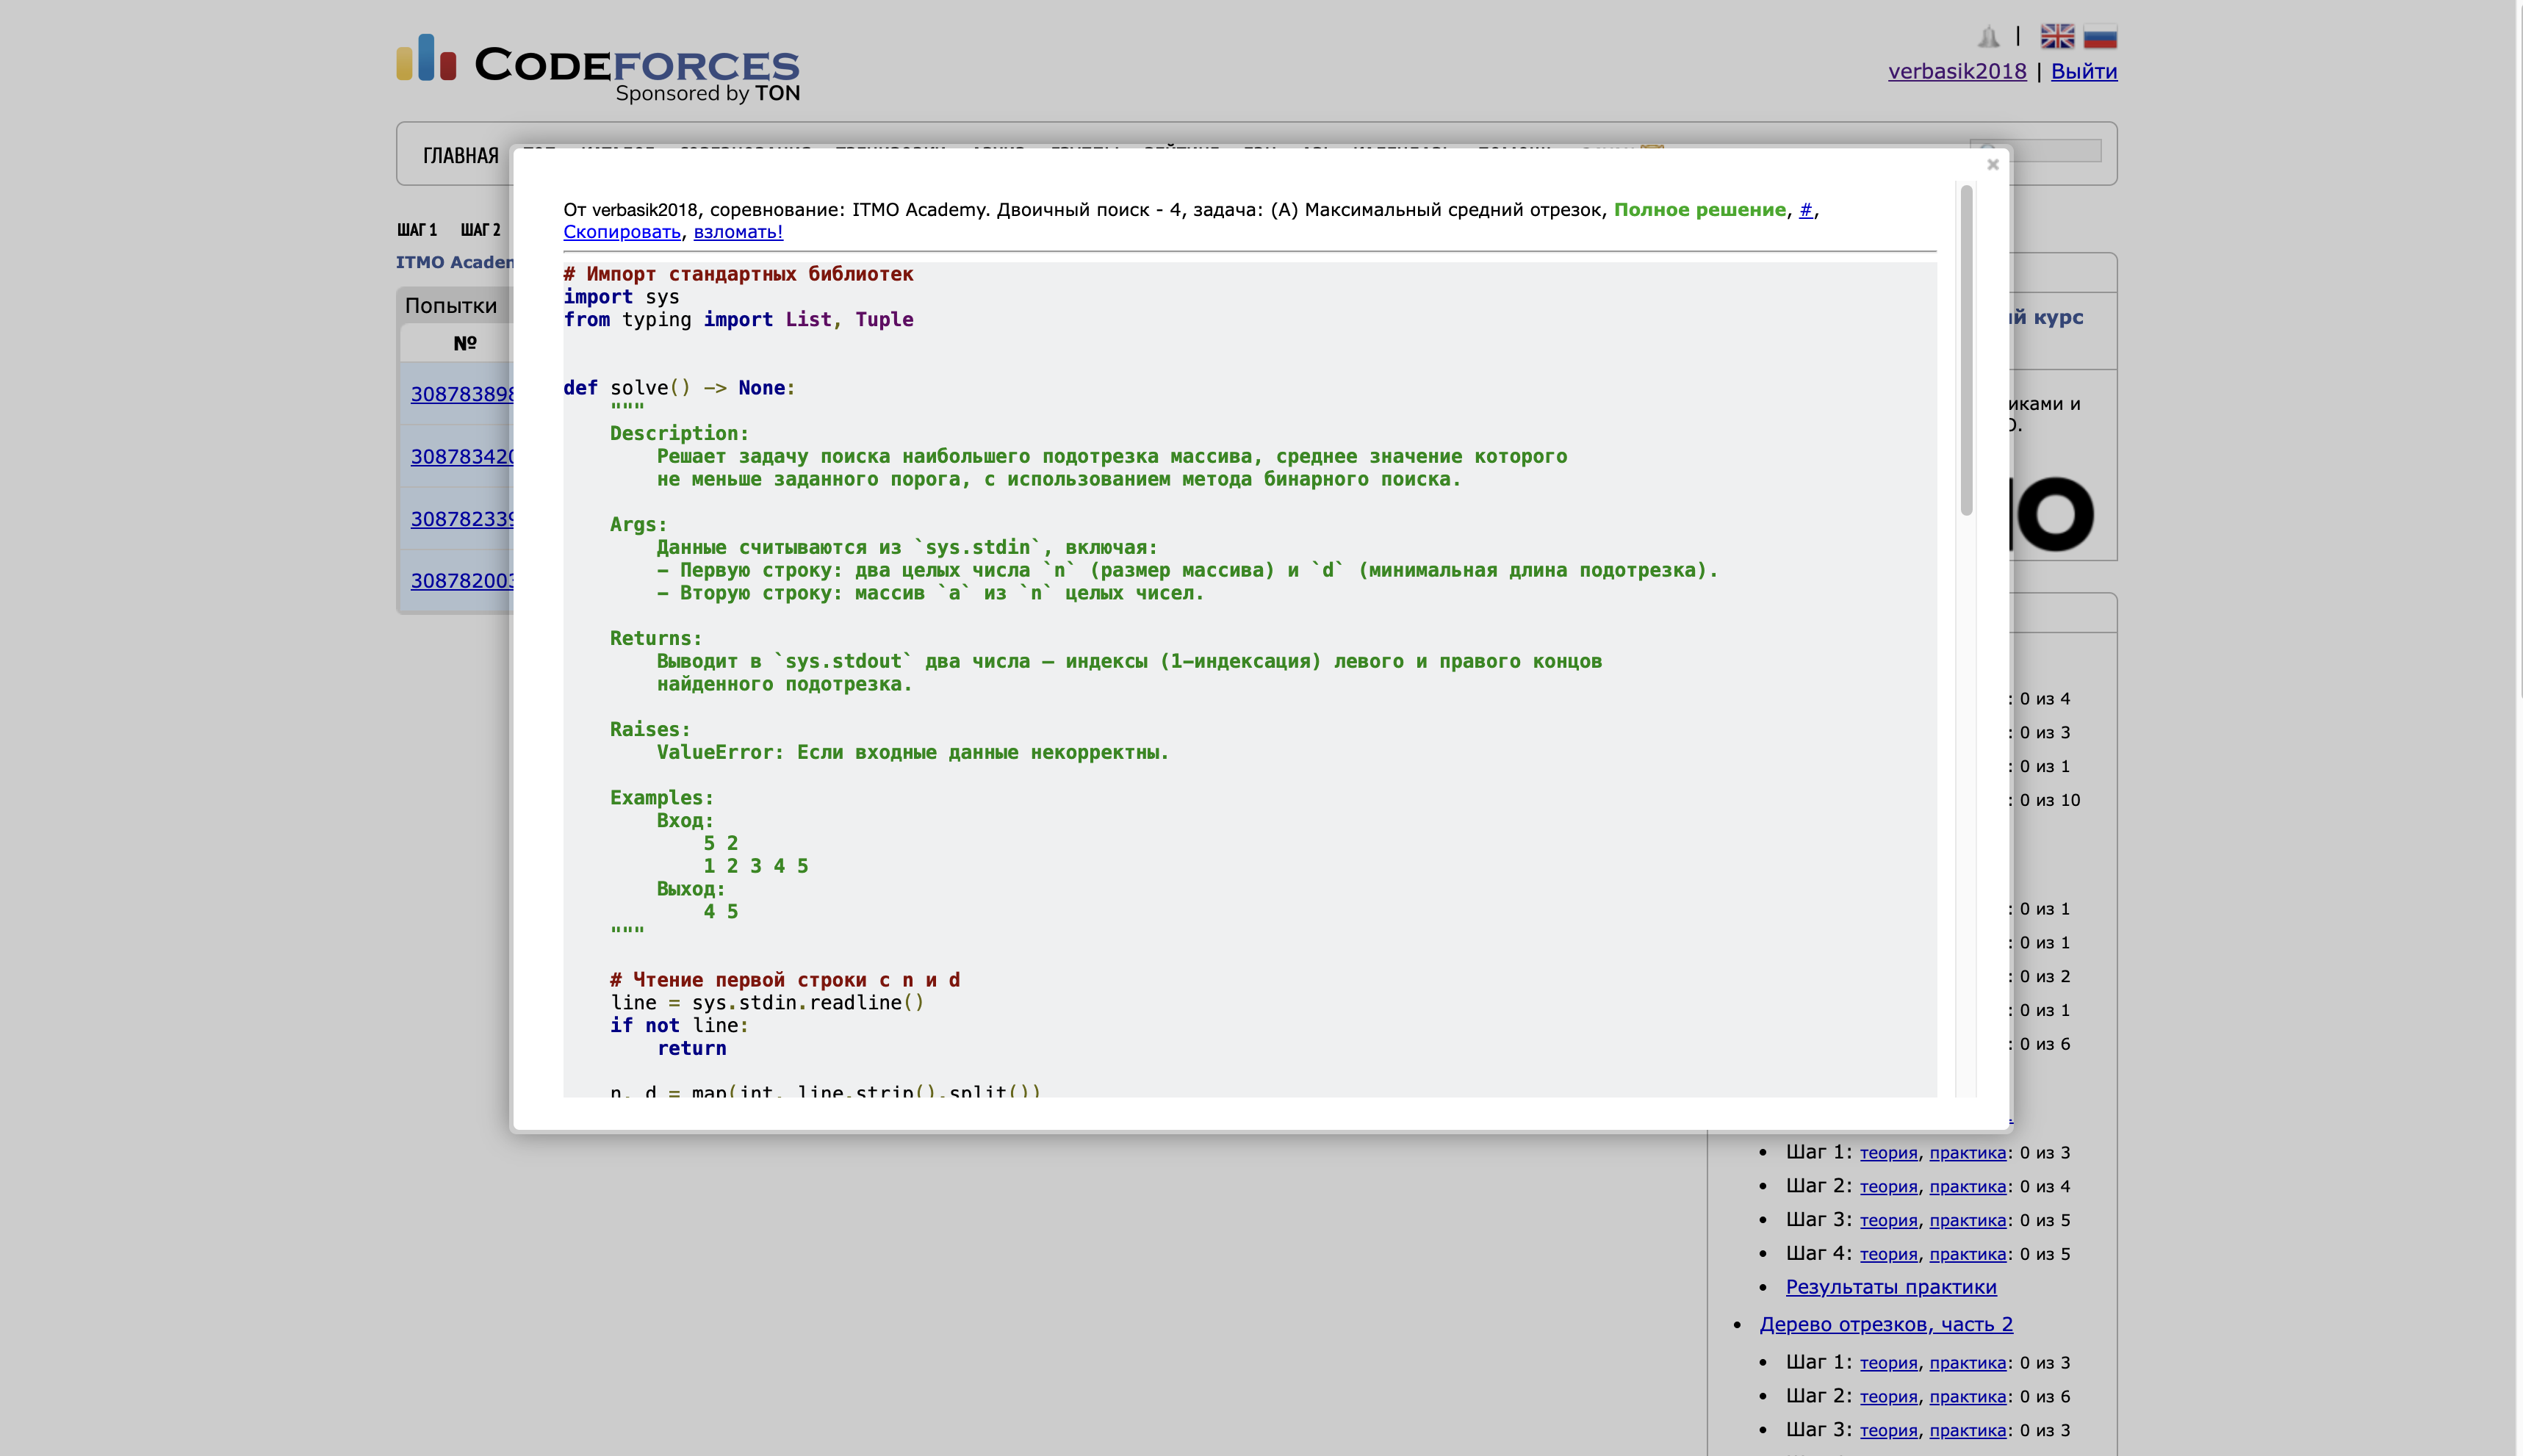 CODEFORCES
Sponsored by TON
|
verbasik2018 | Выйти
ГЛАВНАЯ
ШАГ 1 ШАГ 2
ITMO Academ
Попытки
№
308783898
308783420
308782339
308782003
От verbasik2018, соревнование: ITMO Academy. Двоичный поиск - 4, задача: (A) Максимальный средний отрезок, Полное решение, #,
Скопировать, взломать!
# Импорт стандартных библиотек
import sys
from typing import List, Tuple
def solve() -> None:
"""
Description:
Решает задачу поиска наибольшего подотрезка массива, среднее значение которого
не меньше заданного порога, с использованием метода бинарного поиска.
Args:
Данные считываются из `sys.stdin`, включая:
- Первую строку: два целых числа `n` (размер массива) и `d` (минимальная длина подотрезка).
- Вторую строку: массив `a` из `n` целых чисел.
Returns:
Выводит в `sys.stdout` два числа — индексы (1-индексация) левого и правого концов
найденного подотрезка.
Raises:
ValueError: Если входные данные некорректны.
Examples:
Вход:
5 2
1 2 3 4 5
Выход:
4 5
"""
# Чтение первой строки с n и d
line = sys.stdin.readline()
if not line:
return
n, d = map(int, line.strip().split())
й курс
иками и
: 0 из 4
: 0 из 3
: 0 из 1
: 0 из 10
: 0 из 1
: 0 из 1
: 0 из 2
: 0 из 1
: 0 из 6
• Шаг 1: теория, практика: 0 из 3
• Шаг 2: теория, практика: 0 из 4
• Шаг 3: теория, практика: 0 из 5
• Шаг 4: теория, практика: 0 из 5
• Результаты практики
• Дерево отрезков, часть 2
• Шаг 1: теория, практика: 0 из 3
• Шаг 2: теория, практика: 0 из 6
• Шаг 3: теория, практика: 0 из 3